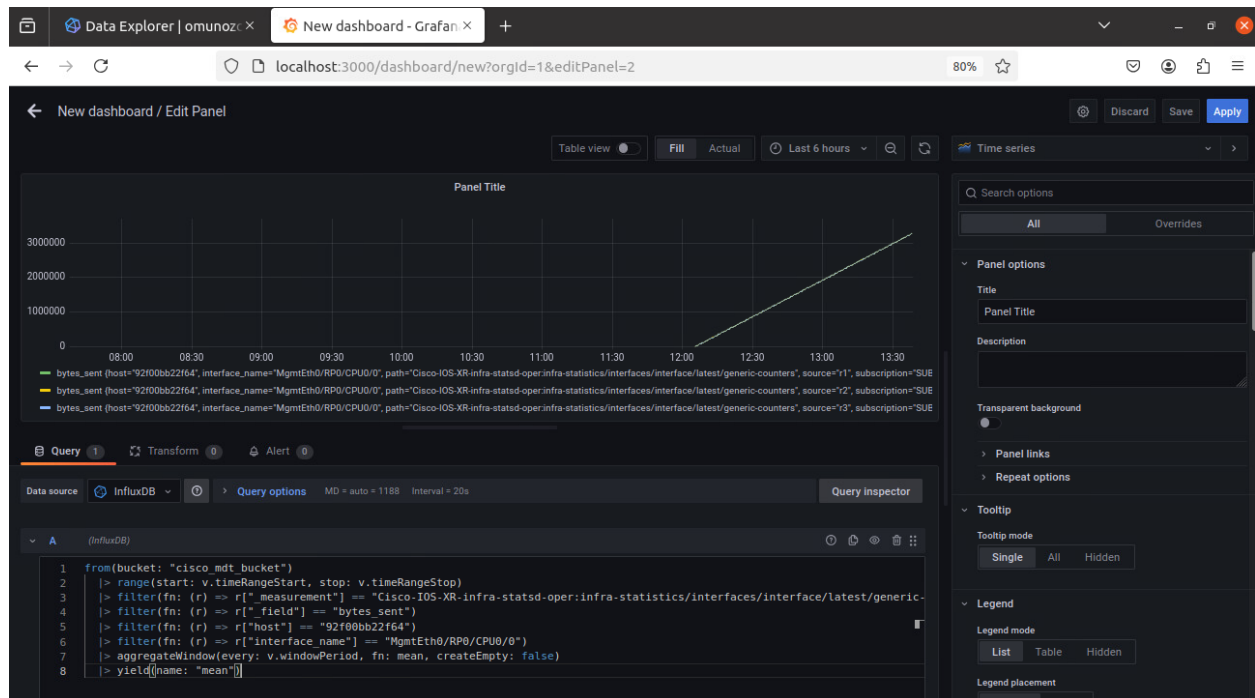 Data Explorer | omunozc
New dashboard - Grafan
localhost:3000/dashboard/new?orgId=1&editPanel=2
80%
New dashboard / Edit Panel
Discard
Save
Apply
Table view
Fill
Actual
Last 6 hours
Time series
Panel Title
Search options
All
Overrides
3000000
2000000
1000000
0
08:00 08:30 09:00 09:30 10:00 10:30 11:00 11:30 12:00 12:30 13:00 13:30
bytes_sent {host="92f00bb22f64", interface_name="MgmtEth0/RP0/CPU0/0", path="Cisco-IOS-XR-infra-statsd-oper:infra-statistics/interfaces/interface/latest/generic-counters", source="r1", subscription="SUE
bytes_sent {host="92f00bb22f64", interface_name="MgmtEth0/RP0/CPU0/0", path="Cisco-IOS-XR-infra-statsd-oper:infra-statistics/interfaces/interface/latest/generic-counters", source="r2", subscription="SUE
bytes_sent {host="92f00bb22f64", interface_name="MgmtEth0/RP0/CPU0/0", path="Cisco-IOS-XR-infra-statsd-oper:infra-statistics/interfaces/interface/latest/generic-counters", source="r3", subscription="SUE
Panel options
Title
Panel Title
Description
Transparent background
Panel links
Repeat options
Tooltip
Tooltip mode
Single
All
Hidden
Legend
Legend mode
List
Table
Hidden
Legend placement
Query 1
Transform 0
Alert 0
Data source
InfluxDB
Query options
MD = auto = 1188
Interval = 20s
Query inspector
A
(InfluxDB)
1 from(bucket: "cisco_mdt_bucket")
2 |> range(start: v.timeRangeStart, stop: v.timeRangeStop)
3 |> filter(fn: (r) => r["_measurement"] == "Cisco-IOS-XR-infra-statsd-oper:infra-statistics/interfaces/interface/latest/generic-
4 |> filter(fn: (r) => r["_field"] == "bytes_sent")
5 |> filter(fn: (r) => r["host"] == "92f00bb22f64")
6 |> filter(fn: (r) => r["interface_name"] == "MgmtEth0/RP0/CPU0/0")
7 |> aggregateWindow(every: v.windowPeriod, fn: mean, createEmpty: false)
8 |> yield(name: "mean")